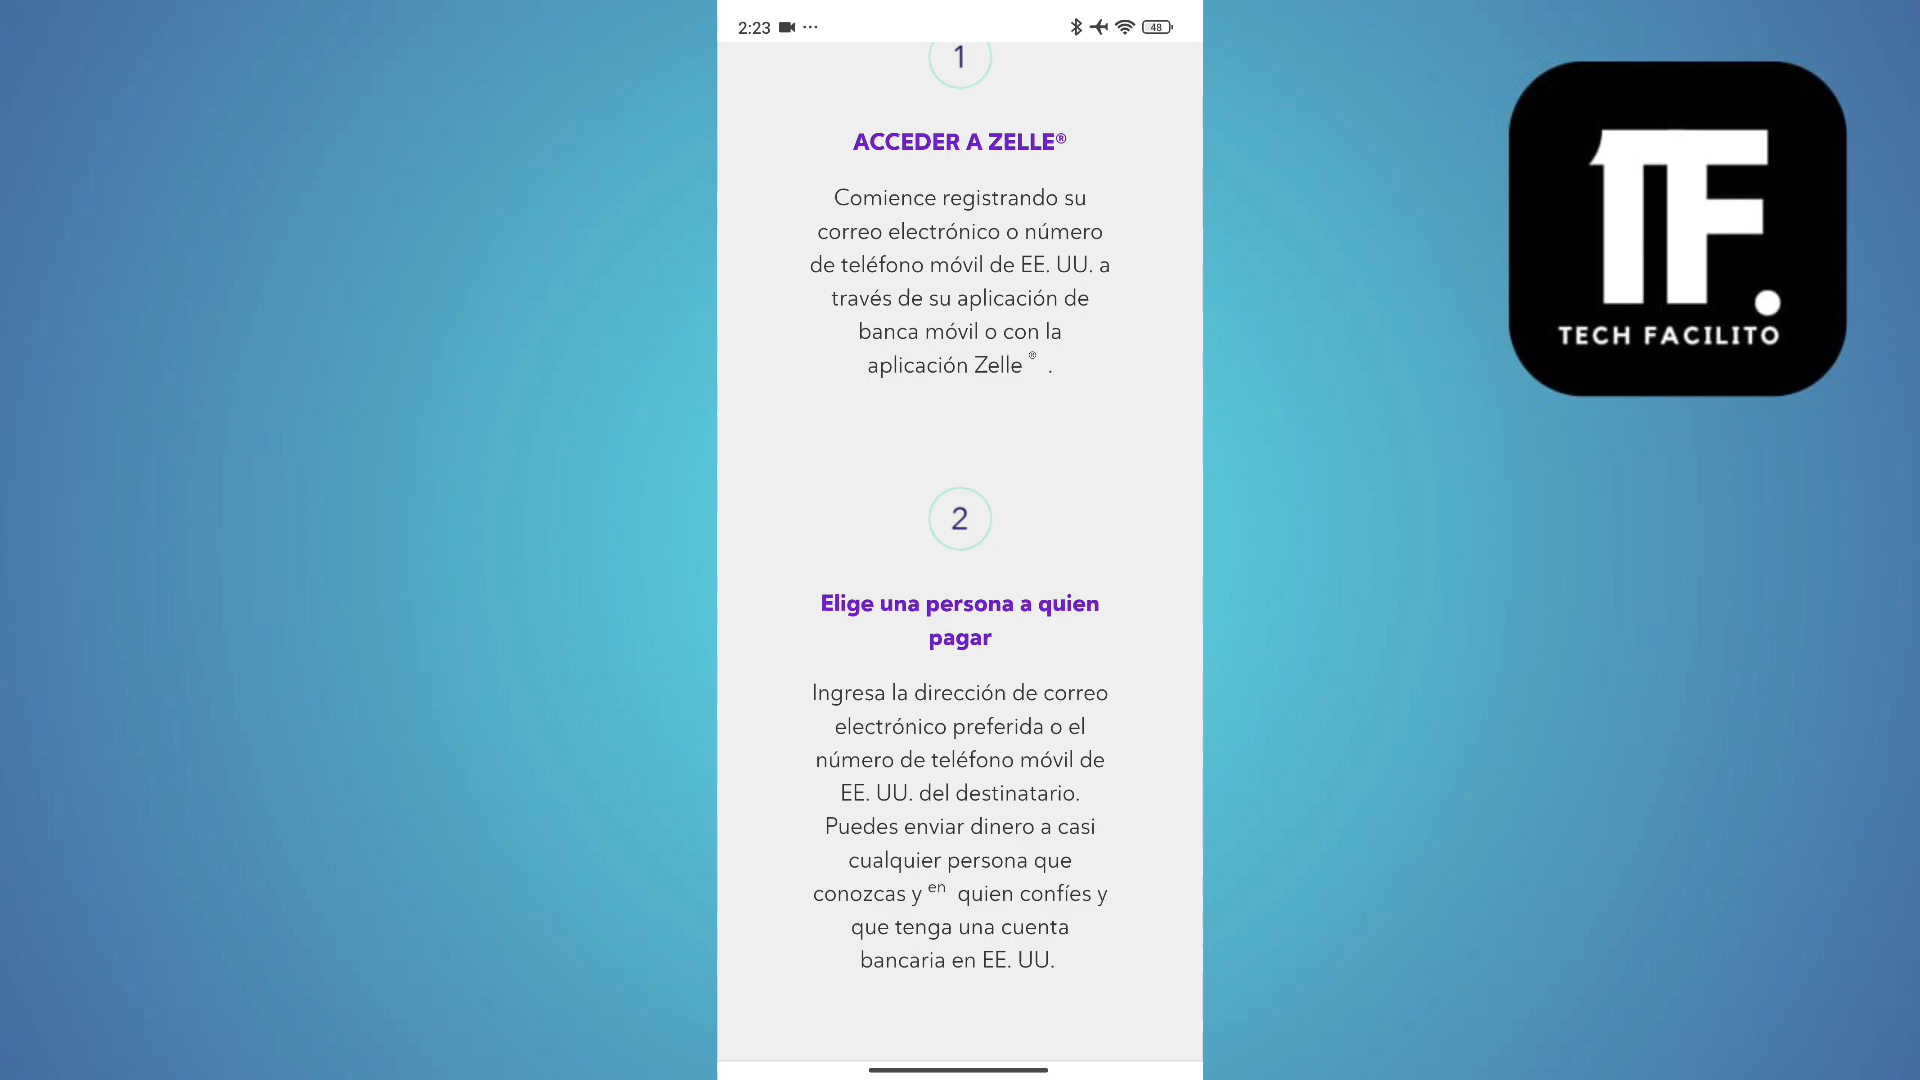 2:23
48
1
ACCEDER A ZELLE®
Comience registrando su
correo electrónico o número
de teléfono móvil de EE. UU. a
través de su aplicación de
banca móvil o con la
aplicación Zelle ® .
2
Elige una persona a quien
pagar
Ingresa la dirección de correo
electrónico preferida o el
número de teléfono móvil de
EE. UU. del destinatario.
Puedes enviar dinero a casi
cualquier persona que
conozcas y en quien confíes y
que tenga una cuenta
bancaria en EE. UU.
TF.
TECH FACILITO